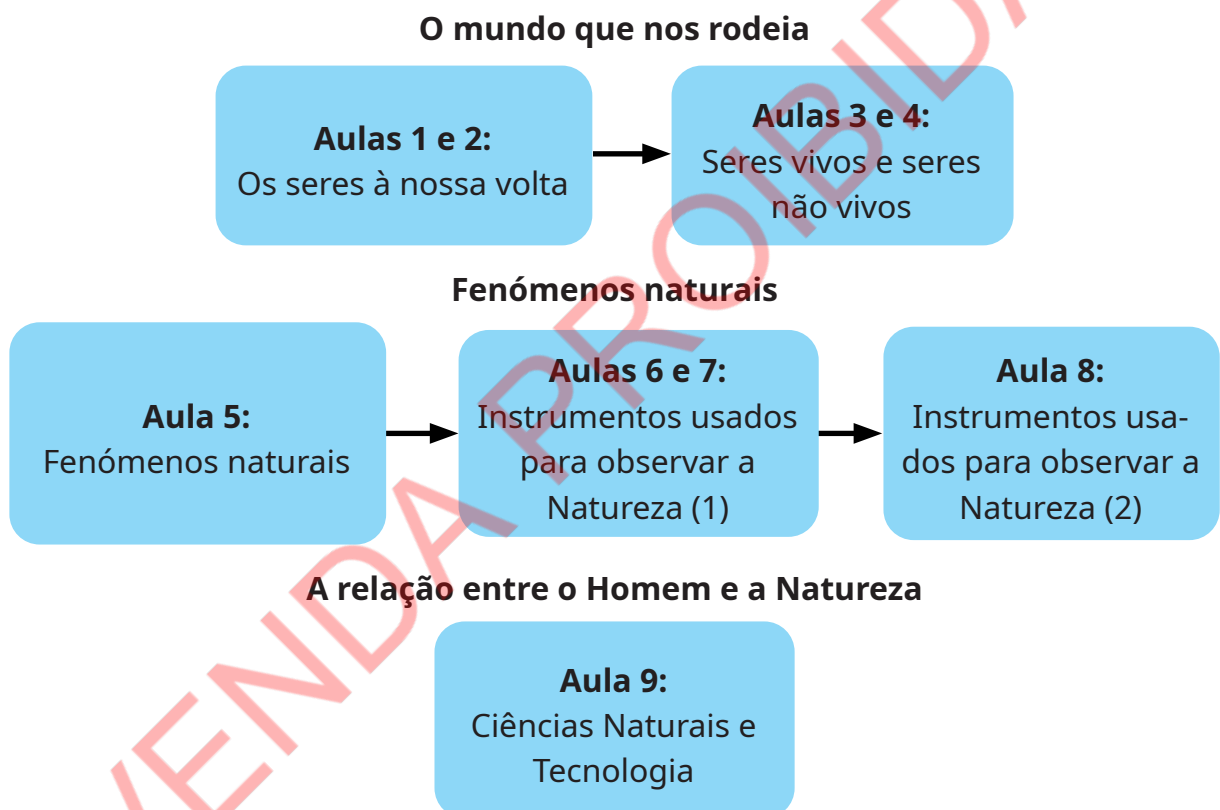 O mundo que nos rodeia
Aulas 1 e 2:
Os seres à nossa volta
Aulas 3 e 4:
Seres vivos e seres
não vivos
Fenómenos naturais
Aula 5:
Fenómenos naturais
Aulas 6 e 7:
Instrumentos usados
para observar a
Natureza (1)
Aula 8:
Instrumentos usa-
dos para observar a
Natureza (2)
A relação entre o Homem e a Natureza
Aula 9:
Ciências Naturais e
Tecnologia
VENDA PROIBIDA